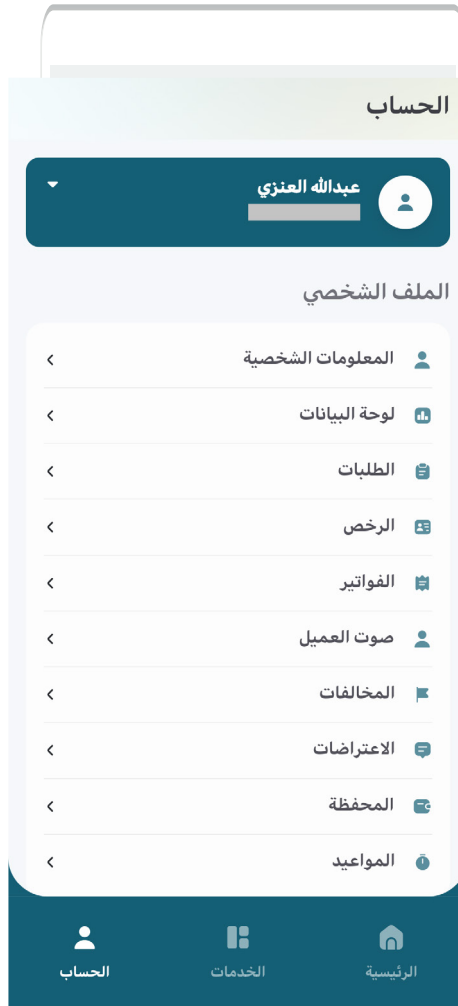 الحساب
عبدالله العنزي
الملف الشخصي
المعلومات الشخصية
لوحة البيانات
الطلبات
الرخص
الفواتير
صوت العميل
المخالفات
الاعتراضات
المحفظة
المواعيد
الرئيسية
الخدمات
الحساب